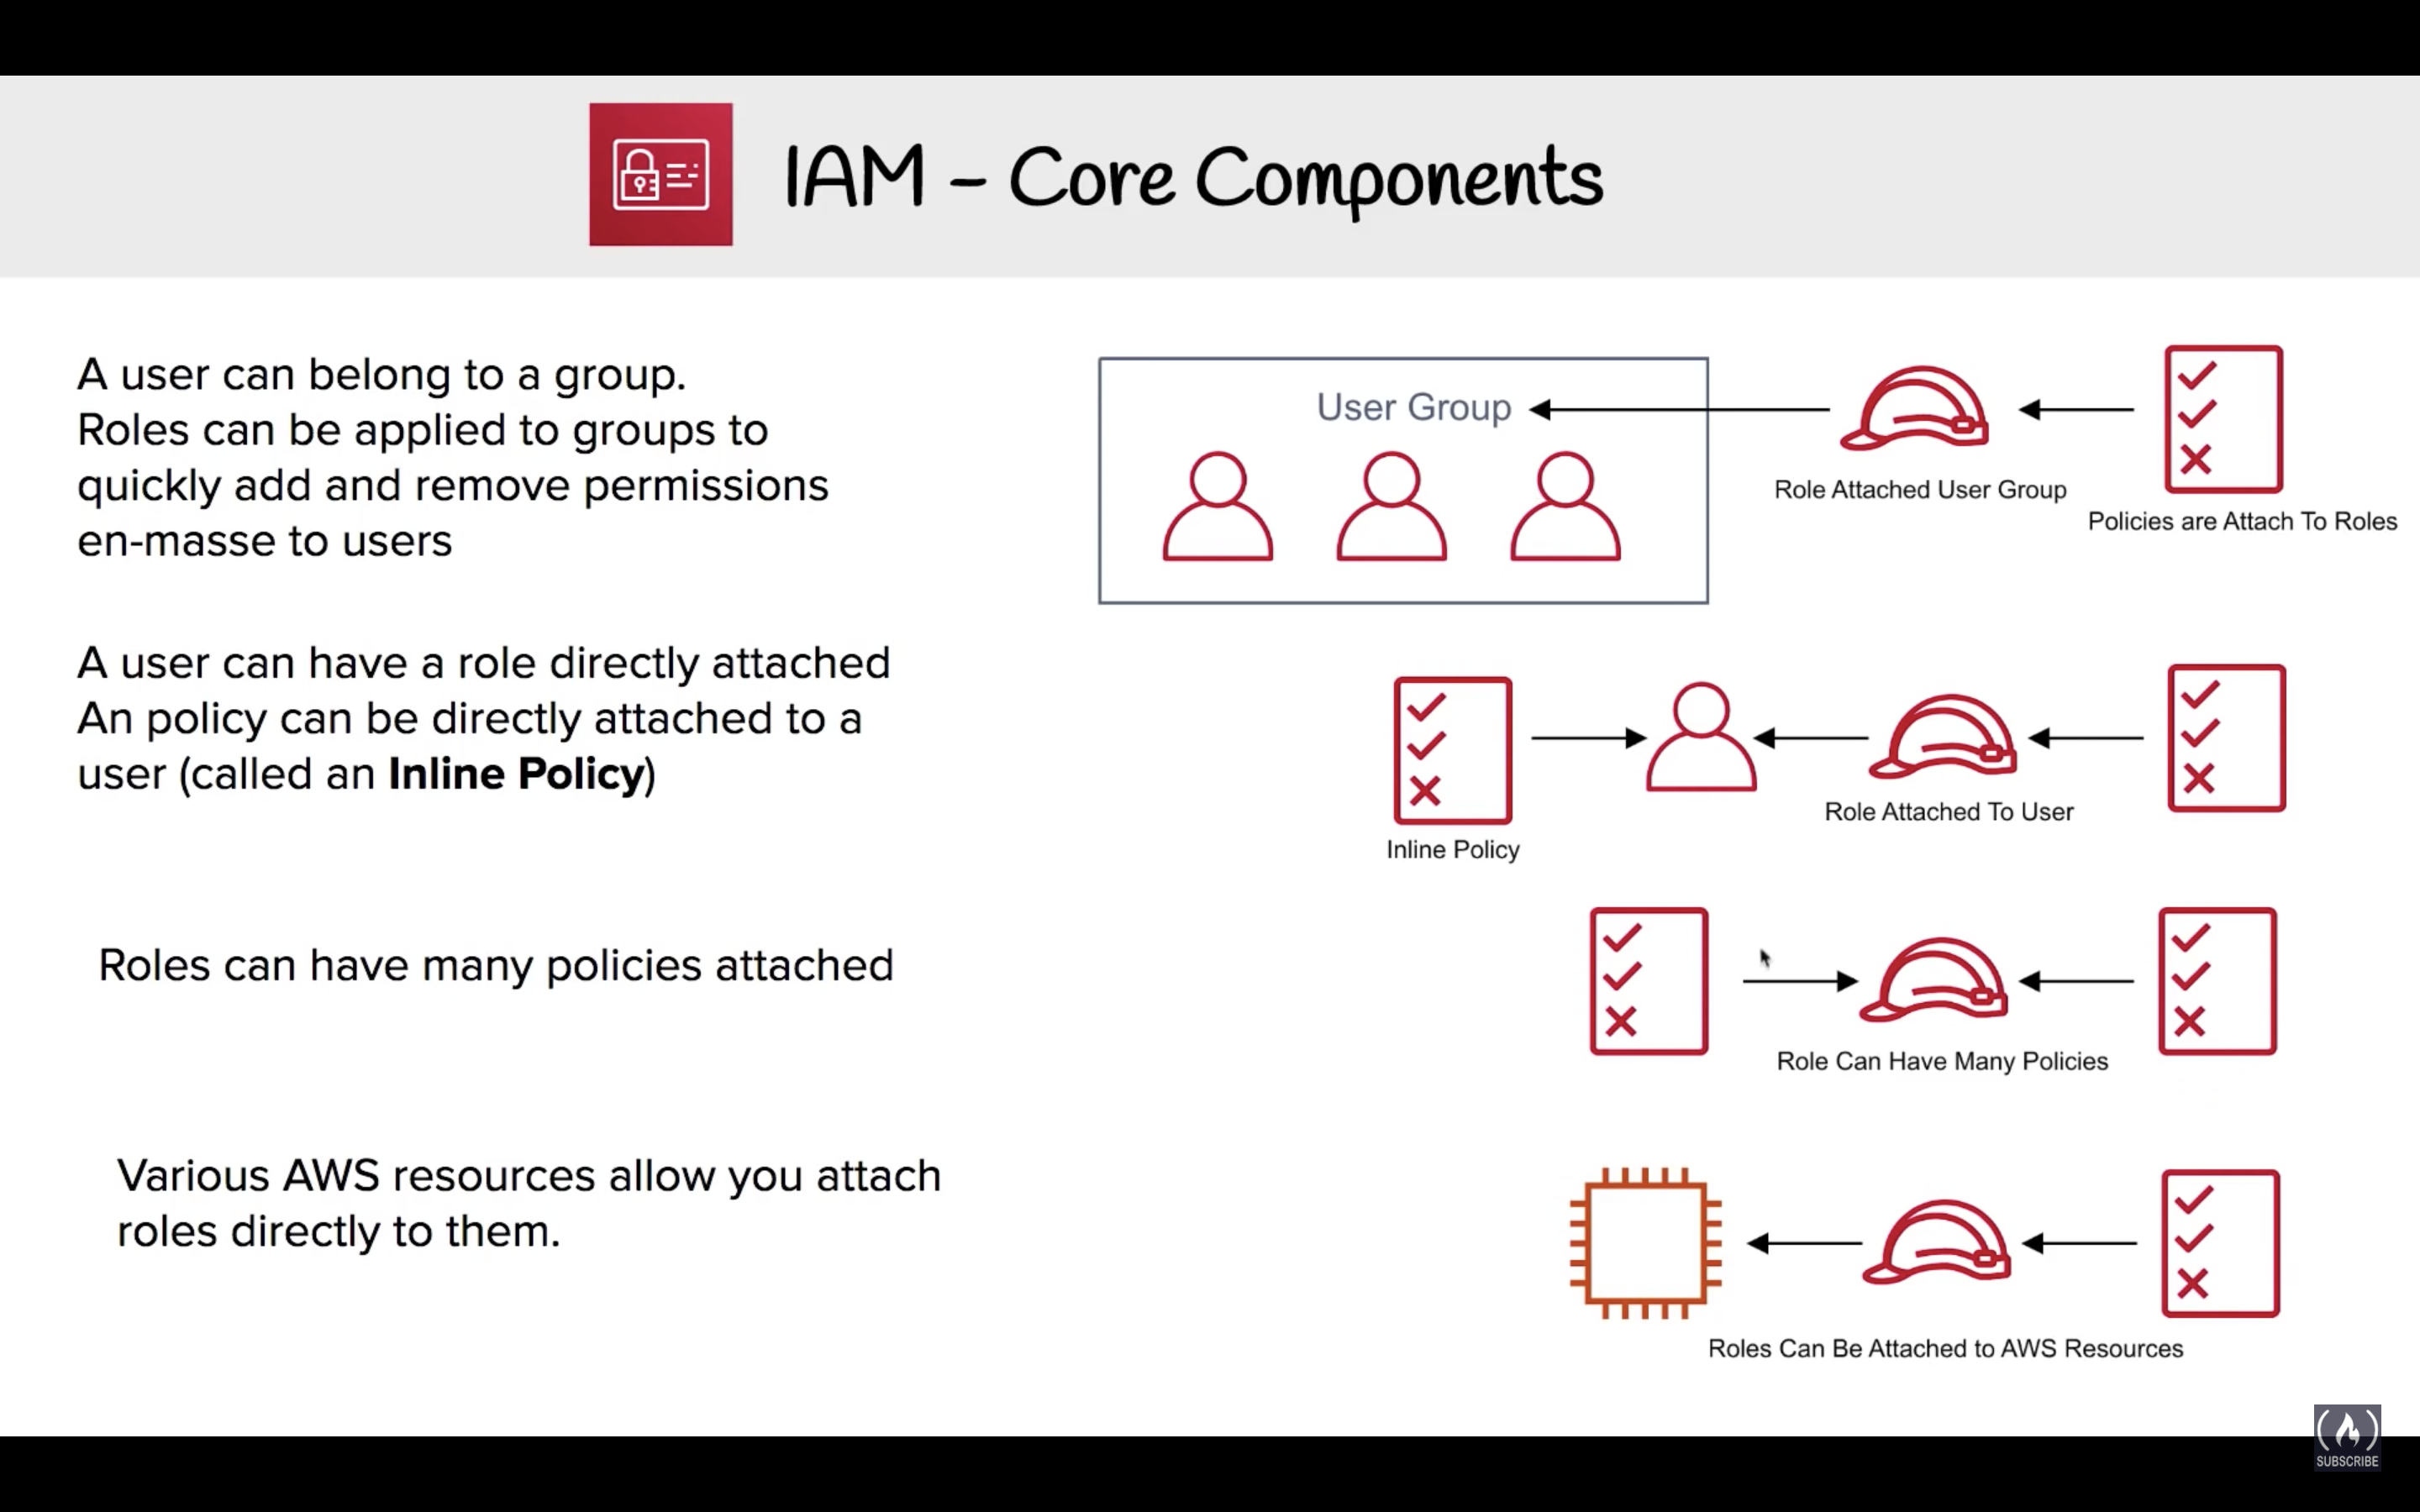 IAM – Core Components
A user can belong to a group.
Roles can be applied to groups to
quickly add and remove permissions
en-masse to users
User Group
Role Attached User Group
Policies are Attach To Roles
A user can have a role directly attached
An policy can be directly attached to a
user (called an Inline Policy)
Inline Policy
Role Attached To User
Roles can have many policies attached
Role Can Have Many Policies
Various AWS resources allow you attach
roles directly to them.
Roles Can Be Attached to AWS Resources
SUBSCRIBE